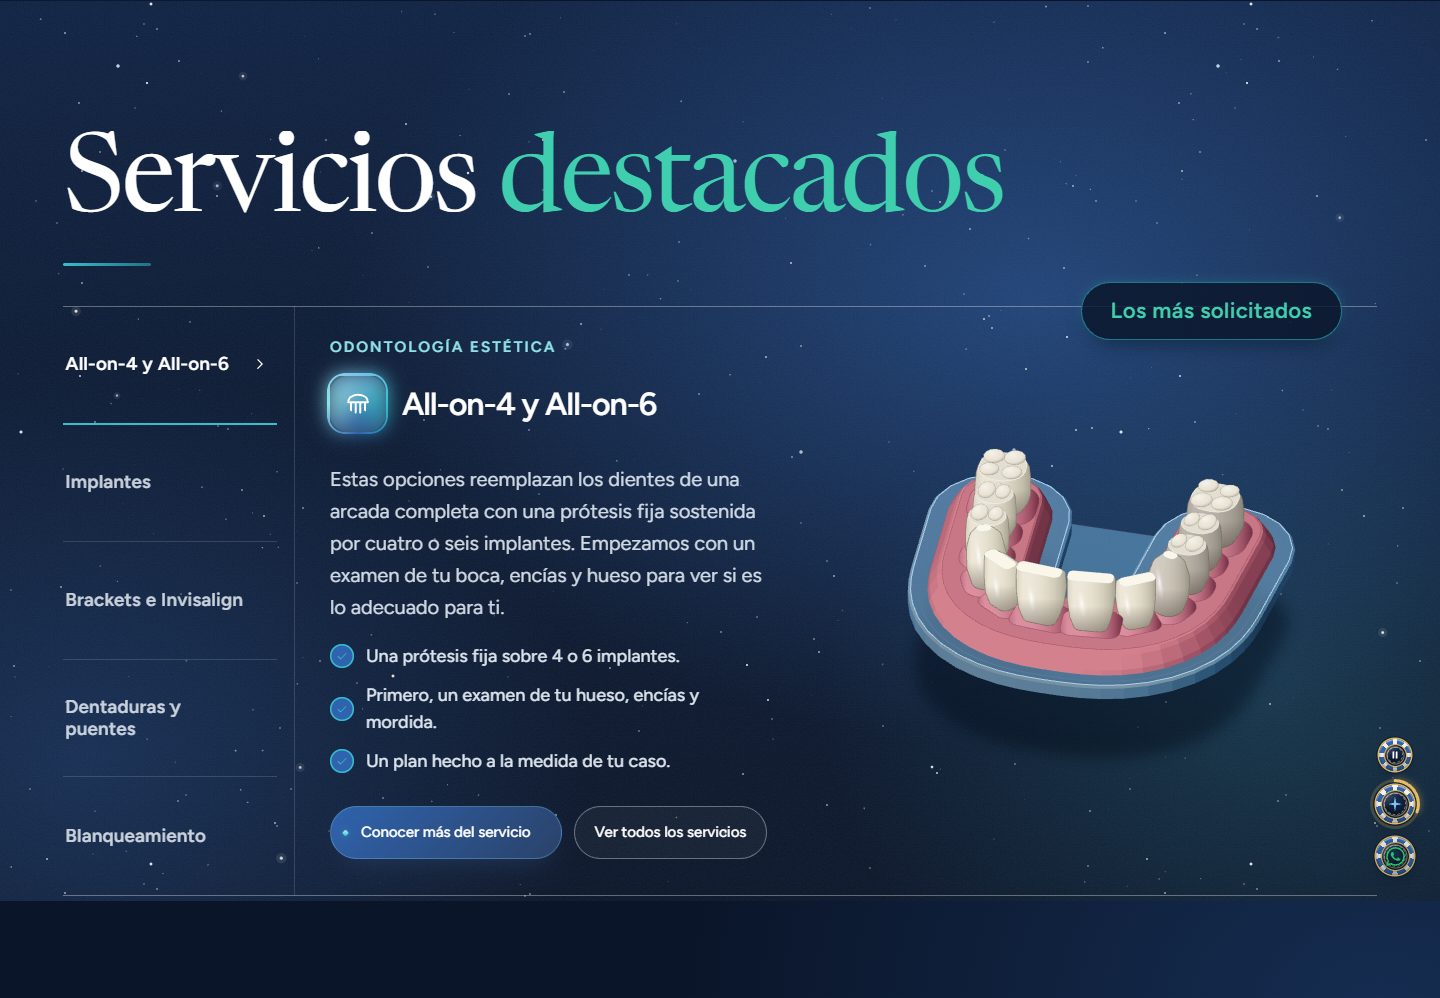 Servicios destacados
Los más solicitados
All-on-4 y All-on-6
Implantes
Brackets e Invisalign
Dentaduras y
puentes
Blanqueamiento
ODONTOLOGÍA ESTÉTICA
All-on-4 y All-on-6
Estas opciones reemplazan los dientes de una
arcada completa con una prótesis fija sostenida
por cuatro o seis implantes. Empezamos con un
examen de tu boca, encías y hueso para ver si es
lo adecuado para ti.
Una prótesis fija sobre 4 o 6 implantes.
Primero, un examen de tu hueso, encías y
mordida.
Un plan hecho a la medida de tu caso.
Conocer más del servicio
Ver todos los servicios